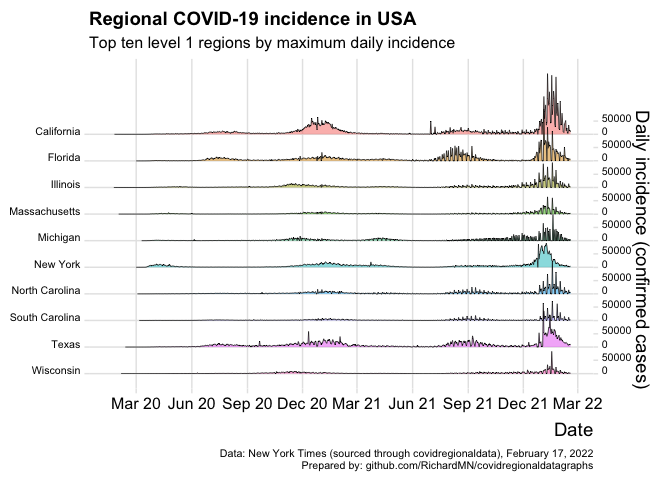 Regional COVID-19 incidence in USA
Top ten level 1 regions by maximum daily incidence
California
50000
0
Florida
50000
0
Illinois
50000
0
Massachusetts
50000
0
Michigan
50000
0
New York
50000
0
North Carolina
50000
0
South Carolina
50000
0
Texas
50000
0
Wisconsin
50000
0
Daily incidence (confirmed cases)
Mar 20 Jun 20 Sep 20 Dec 20 Mar 21 Jun 21 Sep 21 Dec 21 Mar 22
Date
Data: New York Times (sourced through covidregionaldata), February 17, 2022
Prepared by: github.com/RichardMN/covidregionaldatagraphs